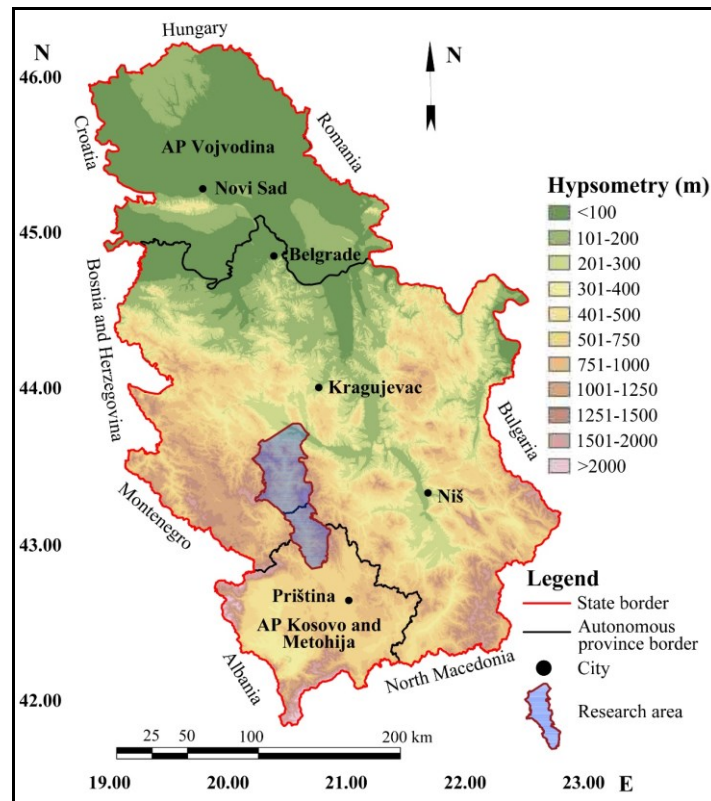 Hungary
N
46.00
N
Croatia
Romania
AP Vojvodina
Novi Sad
Hypsometry (m)
<100
101-200
201-300
301-400
401-500
501-750
751-1000
1001-1250
1251-1500
1501-2000
>2000
45.00
Belgrade
Bosnia and Herzegovina
44.00
Kragujevac
Bulgaria
Niš
Montenegro
43.00
Legend
State border
Autonomous
province border
City
Research area
Priština
AP Kosovo and
Metohija
Albania
North Macedonia
42.00
25 50 100 200 km
19.00 20.00 21.00 22.00 23.00
E